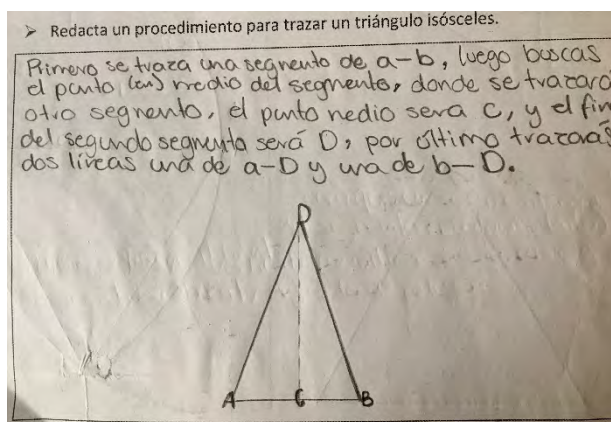 ➢ Redacta un procedimiento para trazar un triángulo isósceles.
Primero se traza una segmento de a-b, luego buscas
el punto (en) medio del segmento, donde se trazará
otro segmento, el punto medio sera C, y el fin
del segundo segmento será D, por último trazarás
dos líneas una de a-D y una de b-D.
D
A C B